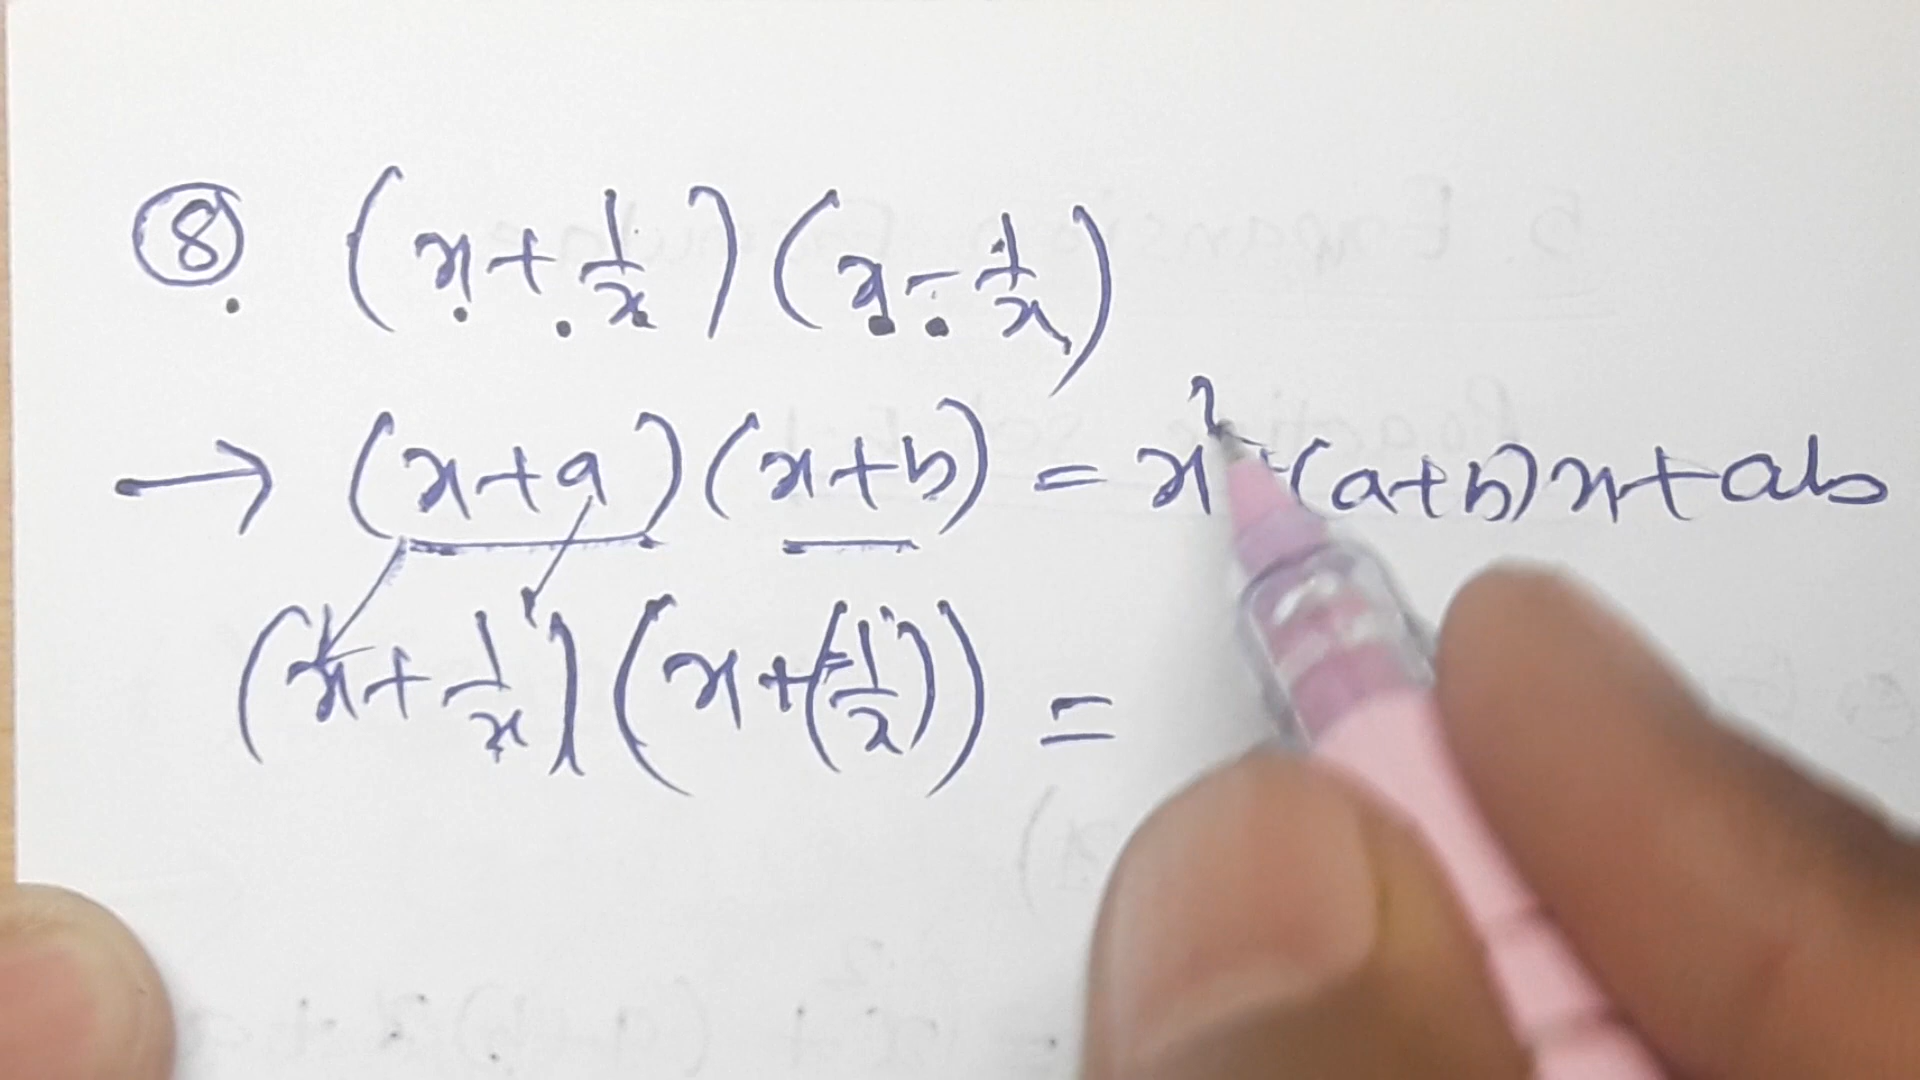 ⑧ (x + 1/x) (x - 1/x)
→ (x+a) (x+b) = x² + (a+b)x + ab
(x + 1/x) (x + (-1/x)) =